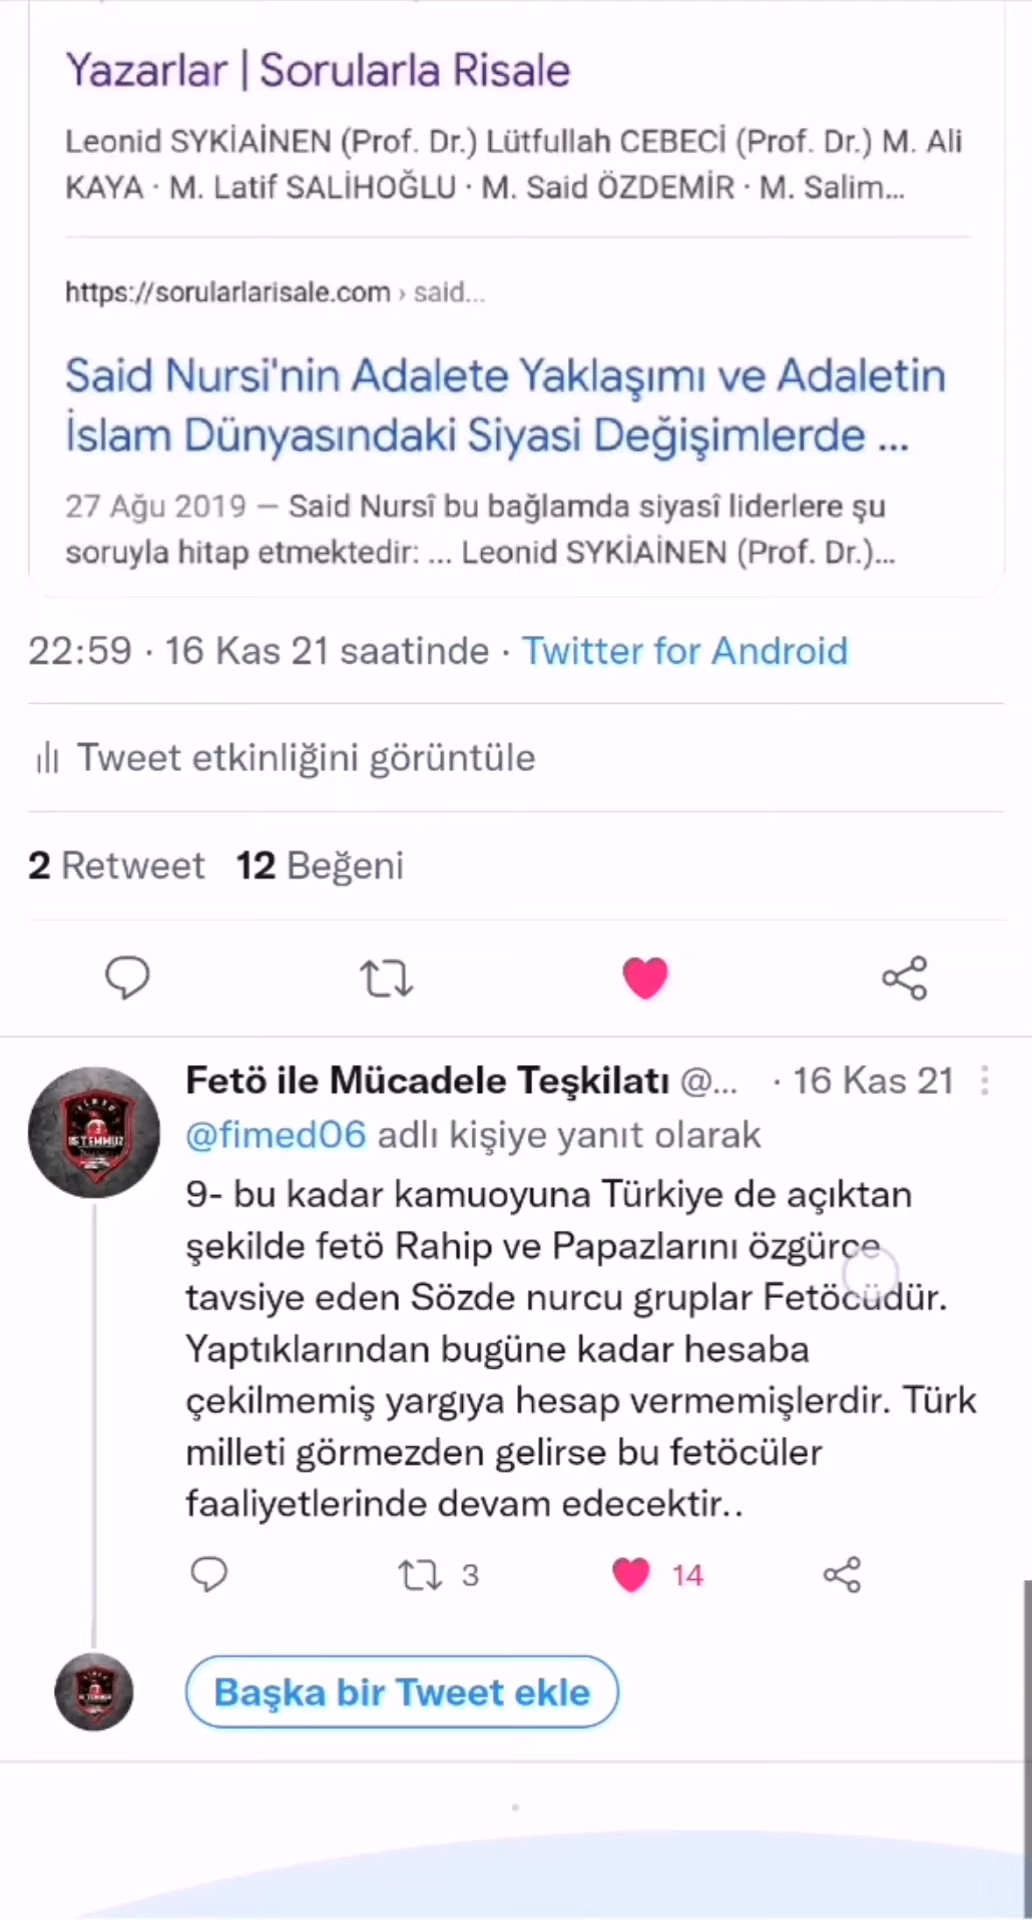 Yazarlar | Sorularla Risale
Leonid SYKİAİNEN (Prof. Dr.) Lütfullah CEBECİ (Prof. Dr.) M. Ali
KAYA · M. Latif SALİHOĞLU · M. Said ÖZDEMİR · M. Salim...
https://sorularlarisale.com › said...
Said Nursi'nin Adalete Yaklaşımı ve Adaletin
İslam Dünyasındaki Siyasi Değişimlerde ...
27 Ağu 2019 — Said Nursî bu bağlamda siyasî liderlere şu
soruyla hitap etmektedir: ... Leonid SYKİAİNEN (Prof. Dr.)...
22:59 · 16 Kas 21 saatinde · Twitter for Android
Tweet etkinliğini görüntüle
2 Retweet 12 Beğeni
Fetö ile Mücadele Teşkilatı @... · 16 Kas 21
@fimed06 adlı kişiye yanıt olarak
9- bu kadar kamuoyuna Türkiye de açıktan
şekilde fetö Rahip ve Papazlarını özgürce
tavsiye eden Sözde nurcu gruplar Fetöcüdür.
Yaptıklarından bugüne kadar hesaba
çekilmemiş yargıya hesap vermemişlerdir. Türk
milleti görmezden gelirse bu fetöcüler
faaliyetlerinde devam edecektir..
3 14
Başka bir Tweet ekle